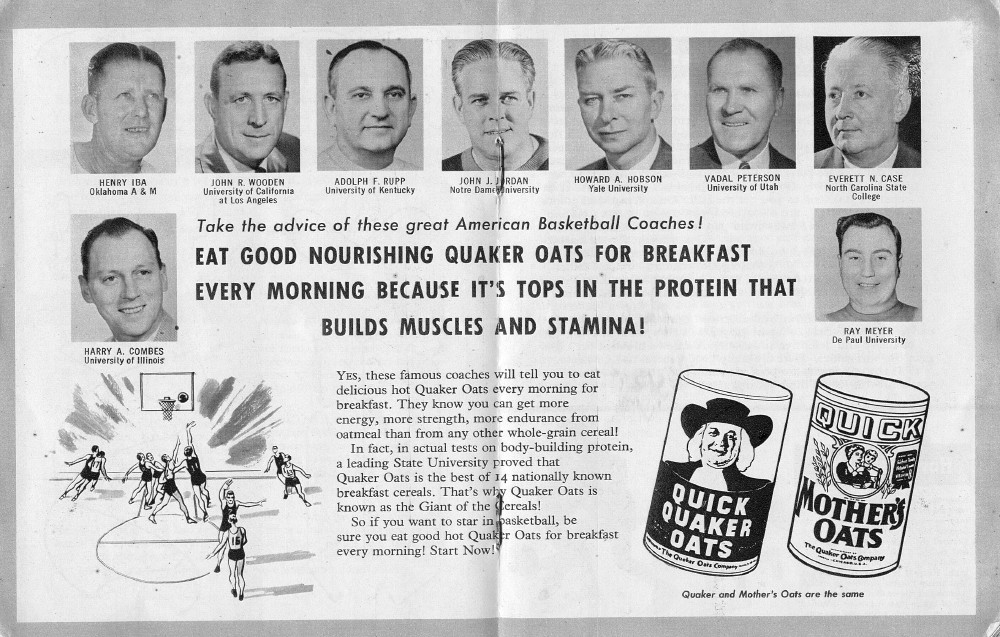 HENRY IBA
Oklahoma A & M
JOHN R. WOODEN
University of California
at Los Angeles
ADOLPH F. RUPP
University of Kentucky
JOHN J. JORDAN
Notre Dame University
HOWARD A. HOBSON
Yale University
VADAL PETERSON
University of Utah
EVERETT N. CASE
North Carolina State
College
Take the advice of these great American Basketball Coaches!
EAT GOOD NOURISHING QUAKER OATS FOR BREAKFAST
EVERY MORNING BECAUSE IT'S TOPS IN THE PROTEIN THAT
BUILDS MUSCLES AND STAMINA!
HARRY A. COMBES
University of Illinois
RAY MEYER
De Paul University
YES, these famous coaches will tell you to eat
delicious hot Quaker Oats every morning for
breakfast. They know you can get more
energy, more strength, more endurance from
oatmeal than from any other whole-grain cereal!
In fact, in actual tests on body-building protein,
a leading State University proved that
Quaker Oats is the best of 14 nationally known
breakfast cereals. That's why Quaker Oats is
known as the Giant of the Cereals!
So if you want to star in basketball, be
sure you eat good hot Quaker Oats for breakfast
every morning! Start Now!
QUICK
QUAKER
OATS
The Quaker Oats Company
QUICK
MOTHER'S
OATS
The Quaker Oats Company
Quaker and Mother's Oats are the same